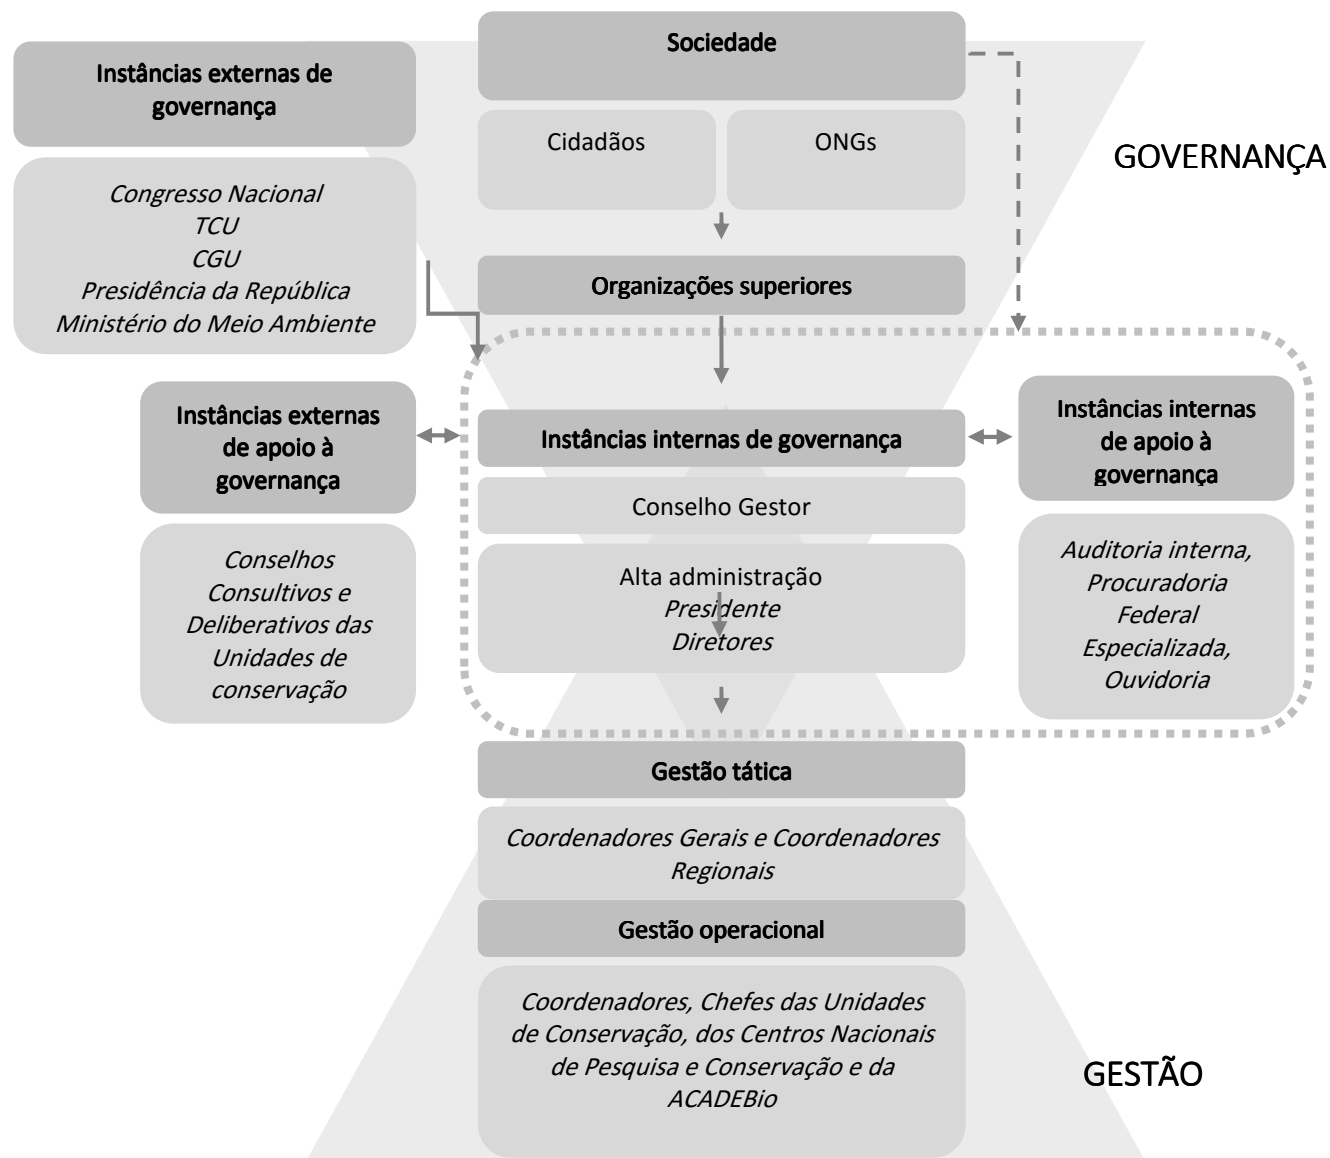 Sociedade
Instâncias externas de
governança
Cidadãos
ONGs
GOVERNANÇA
Congresso Nacional
TCU
CGU
Presidência da República
Ministério do Meio Ambiente
Organizações superiores
Instâncias externas
de apoio à
governança
Instâncias internas de governança
Instâncias internas
de apoio à
governança
Conselho Gestor
Conselhos
Consultivos e
Deliberativos das
Unidades de
conservação
Alta administração
Presidente
Diretores
Auditoria interna,
Procuradoria
Federal
Especializada,
Ouvidoria
Gestão tática
Coordenadores Gerais e Coordenadores
Regionais
Gestão operacional
Coordenadores, Chefes das Unidades
de Conservação, dos Centros Nacionais
de Pesquisa e Conservação e da
ACADEBio
GESTÃO